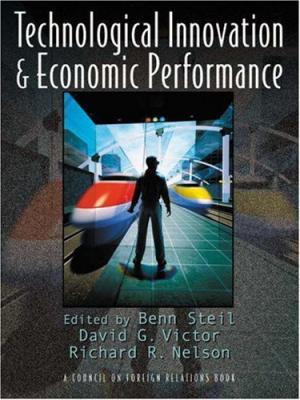 Technological Innovation
& Economic Performance
Edited by Benn Steil
David G. Victor
Richard R. Nelson
A COUNCIL ON FOREIGN RELATIONS BOOK